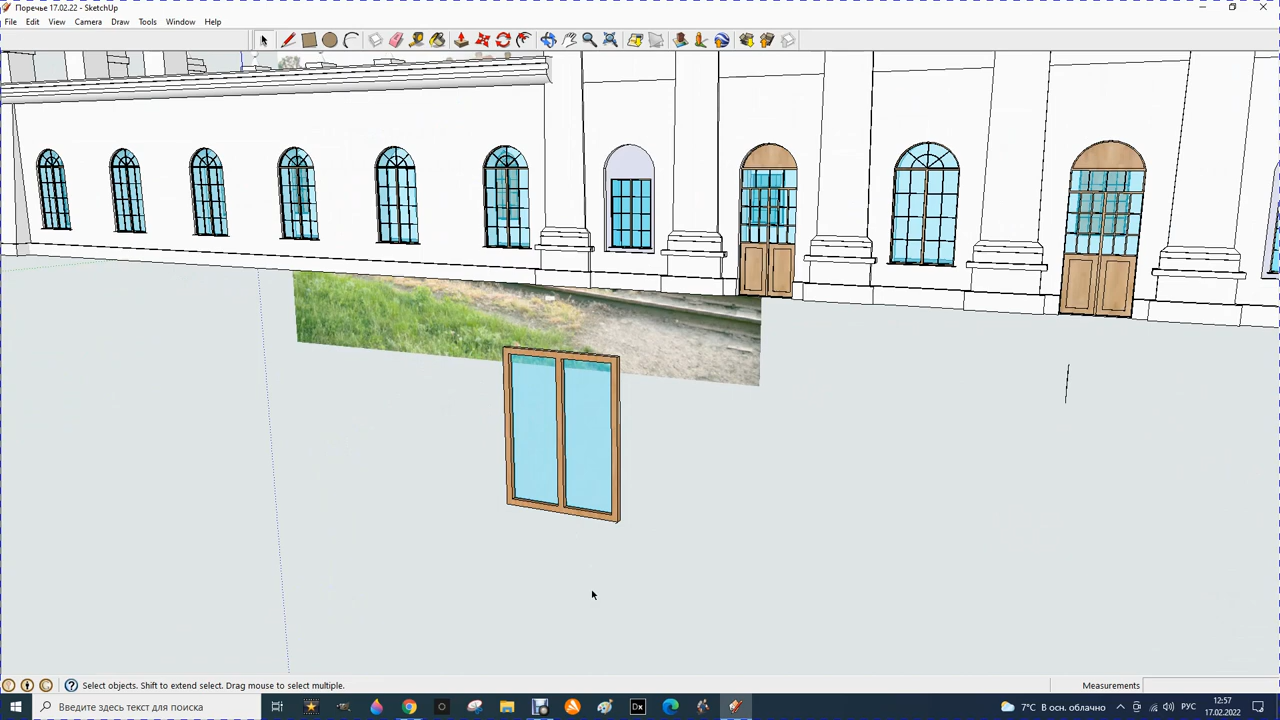 Поречье 17.02.22 - SketchUp
File Edit View Camera Draw Tools Window Help
Select objects. Shift to extend select. Drag mouse to select multiple.
Measurements
Введите здесь текст для поиска
Dx
7°C В осн. облачно
РУС
12:57
17.02.2022